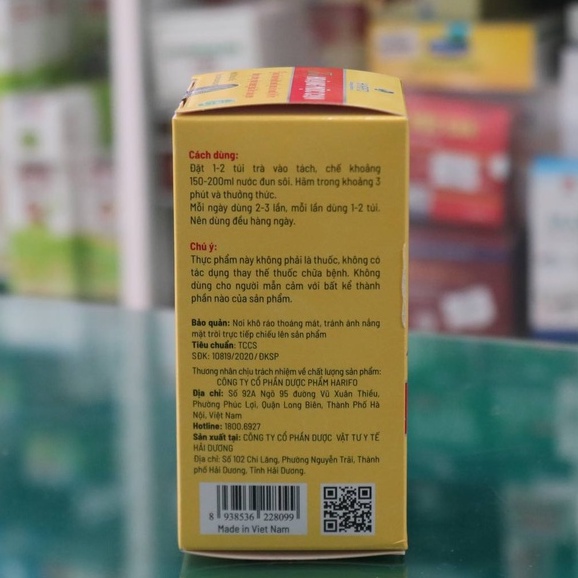 Cách dùng:
Đặt 1-2 túi trà vào tách, chế khoảng
150-200ml nước đun sôi. Hãm trong khoảng 3
phút và thưởng thức.
Mỗi ngày dùng 2-3 lần, mỗi lần dùng 1-2 túi.
Nên dùng đều hàng ngày.
Chú ý:
Thực phẩm này không phải là thuốc, không có
tác dụng thay thế thuốc chữa bệnh. Không
dùng cho người mẫn cảm với bất kể thành
phần nào của sản phẩm.
Bảo quản: Nơi khô ráo thoáng mát, tránh ánh nắng
mặt trời trực tiếp chiếu lên sản phẩm
Tiêu chuẩn: TCCS
SĐK: 10819/2020/ĐKSP
Thương nhân chịu trách nhiệm về chất lượng sản phẩm:
CÔNG TY CỔ PHẦN DƯỢC PHẨM HARIFO
Địa chỉ: Số 92A Ngõ 95 đường Vũ Xuân Thiều,
Phường Phúc Lợi, Quận Long Biên, Thành Phố Hà
Nội, Việt Nam
Hotline: 1800.6927
Sản xuất tại: CÔNG TY CỔ PHẦN DƯỢC VẬT TƯ Y TẾ
HẢI DƯƠNG
Địa chỉ: Số 102 Chi Lăng, Phường Nguyễn Trãi, Thành
phố Hải Dương, Tỉnh Hải Dương.
8 938536 228099
Made in Viet Nam